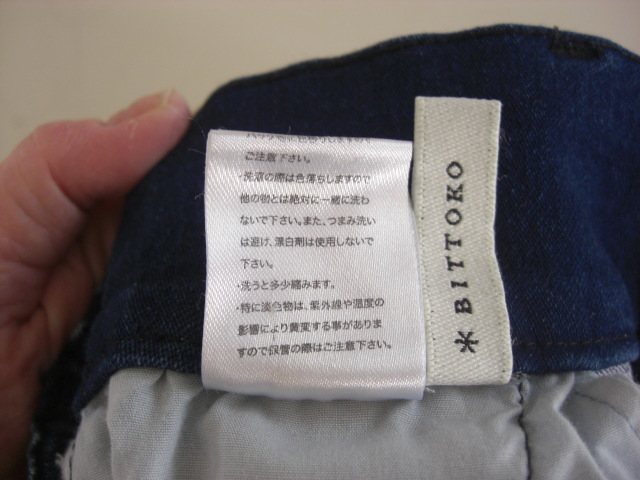 ご注意下さい。
・洗濯の際は色落ちしますので
他の物とは絶対に一緒に洗わ
ないで下さい。また、つまみ洗い
は避け、漂白剤は使用しないで
下さい。
・洗うと多少縮みます。
・特に淡色物は、紫外線や湿度の
影響により黄変する事がありま
すので保管の際はご注意下さい。
* BITTOKO